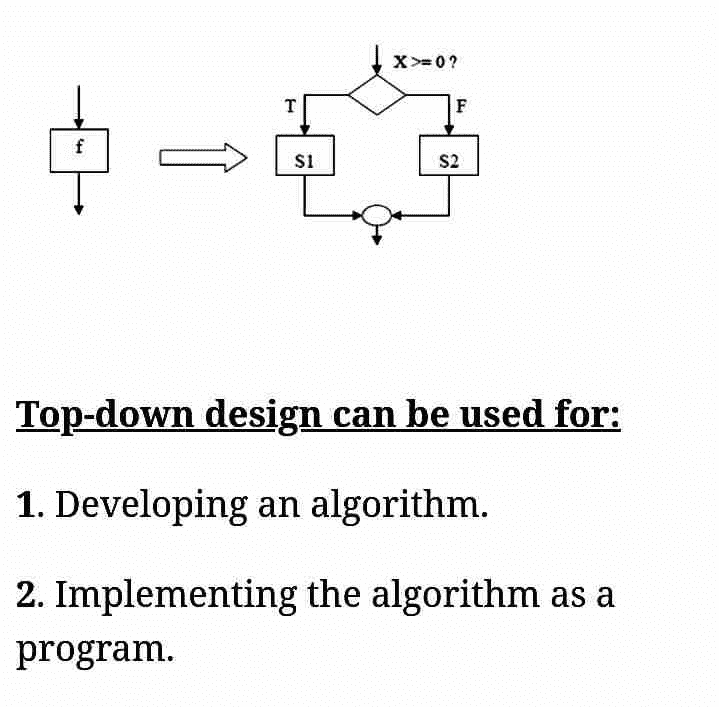 X >= 0 ?
T
F
f
S1
S2
Top-down design can be used for:
1. Developing an algorithm.
2. Implementing the algorithm as a
program.